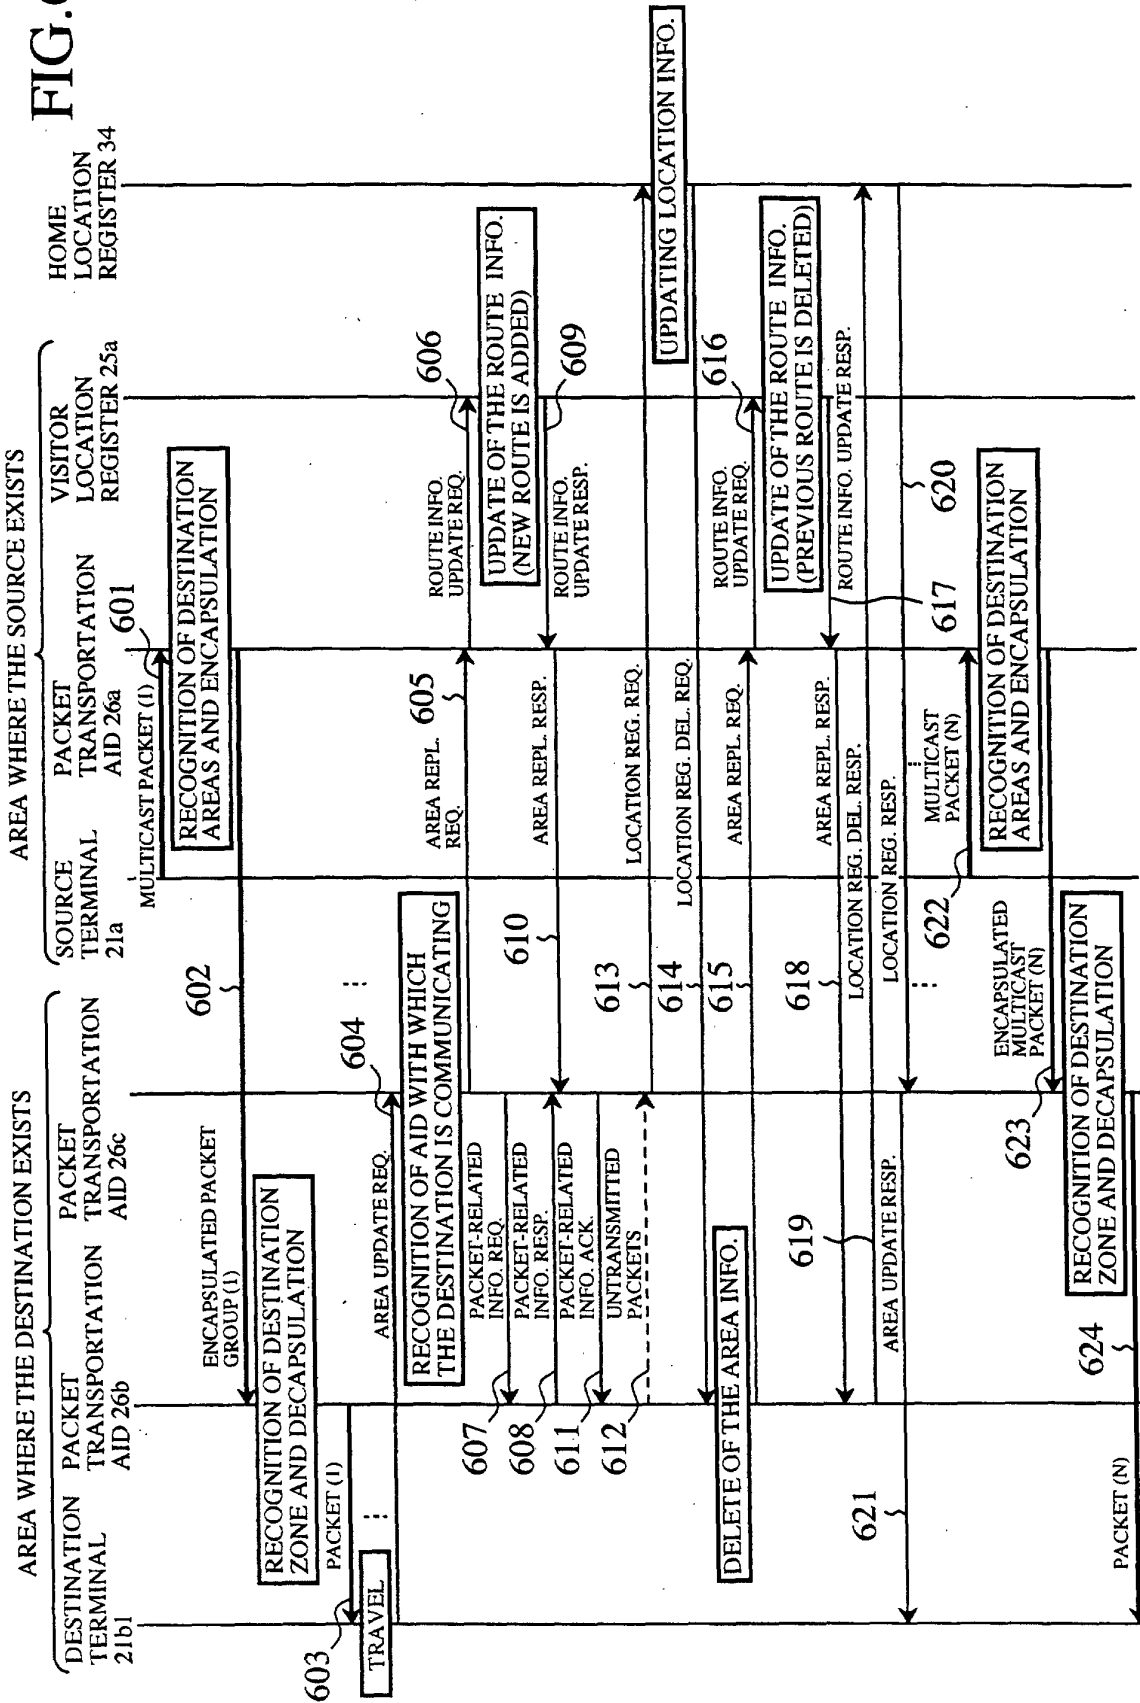 FIG.
AREA WHERE THE DESTINATION EXISTS
AREA WHERE THE SOURCE EXISTS
DESTINATION
TERMINAL
21b1
PACKET
TRANSPORTATION
AID 26b
PACKET
TRANSPORTATION
AID 26c
SOURCE
TERMINAL
21a
PACKET
TRANSPORTATION
AID 26a
VISITOR
LOCATION
REGISTER 25a
HOME
LOCATION
REGISTER 34
MULTICAST PACKET (1)
601
RECOGNITION OF DESTINATION
AREAS AND ENCAPSULATION
602
ENCAPSULATED PACKET
GROUP (1)
RECOGNITION OF DESTINATION
ZONE AND DECAPSULATION
PACKET (1)
603
TRAVEL
604
AREA UPDATE REQ.
RECOGNITION OF AID WITH WHICH
THE DESTINATION IS COMMUNICATING
AREA REPL.
REQ.
605
ROUTE INFO.
UPDATE REQ.
606
UPDATE OF THE ROUTE INFO.
(NEW ROUTE IS ADDED)
PACKET-RELATED
INFO. REQ.
607
PACKET-RELATED
INFO. RESP.
608
ROUTE INFO.
UPDATE RESP.
609
AREA REPL. RESP.
610
PACKET-RELATED
INFO. ACK.
611
UNTRANSMITTED
PACKETS
612
LOCATION REG. REQ.
613
UPDATING LOCATION INFO.
LOCATION REG. DEL. REQ.
614
DELETE OF THE AREA INFO.
AREA REPL. REQ.
615
ROUTE INFO.
UPDATE REQ.
616
UPDATE OF THE ROUTE INFO.
(PREVIOUS ROUTE IS DELETED)
ROUTE INFO. UPDATE RESP.
617
AREA REPL. RESP.
618
LOCATION REG. DEL. RESP.
619
LOCATION REG. RESP.
620
AREA UPDATE RESP.
621
MULTICAST
PACKET (N)
622
RECOGNITION OF DESTINATION
AREAS AND ENCAPSULATION
ENCAPSULATED
MULTICAST
PACKET (N)
623
RECOGNITION OF DESTINATION
ZONE AND DECAPSULATION
624
PACKET (N)